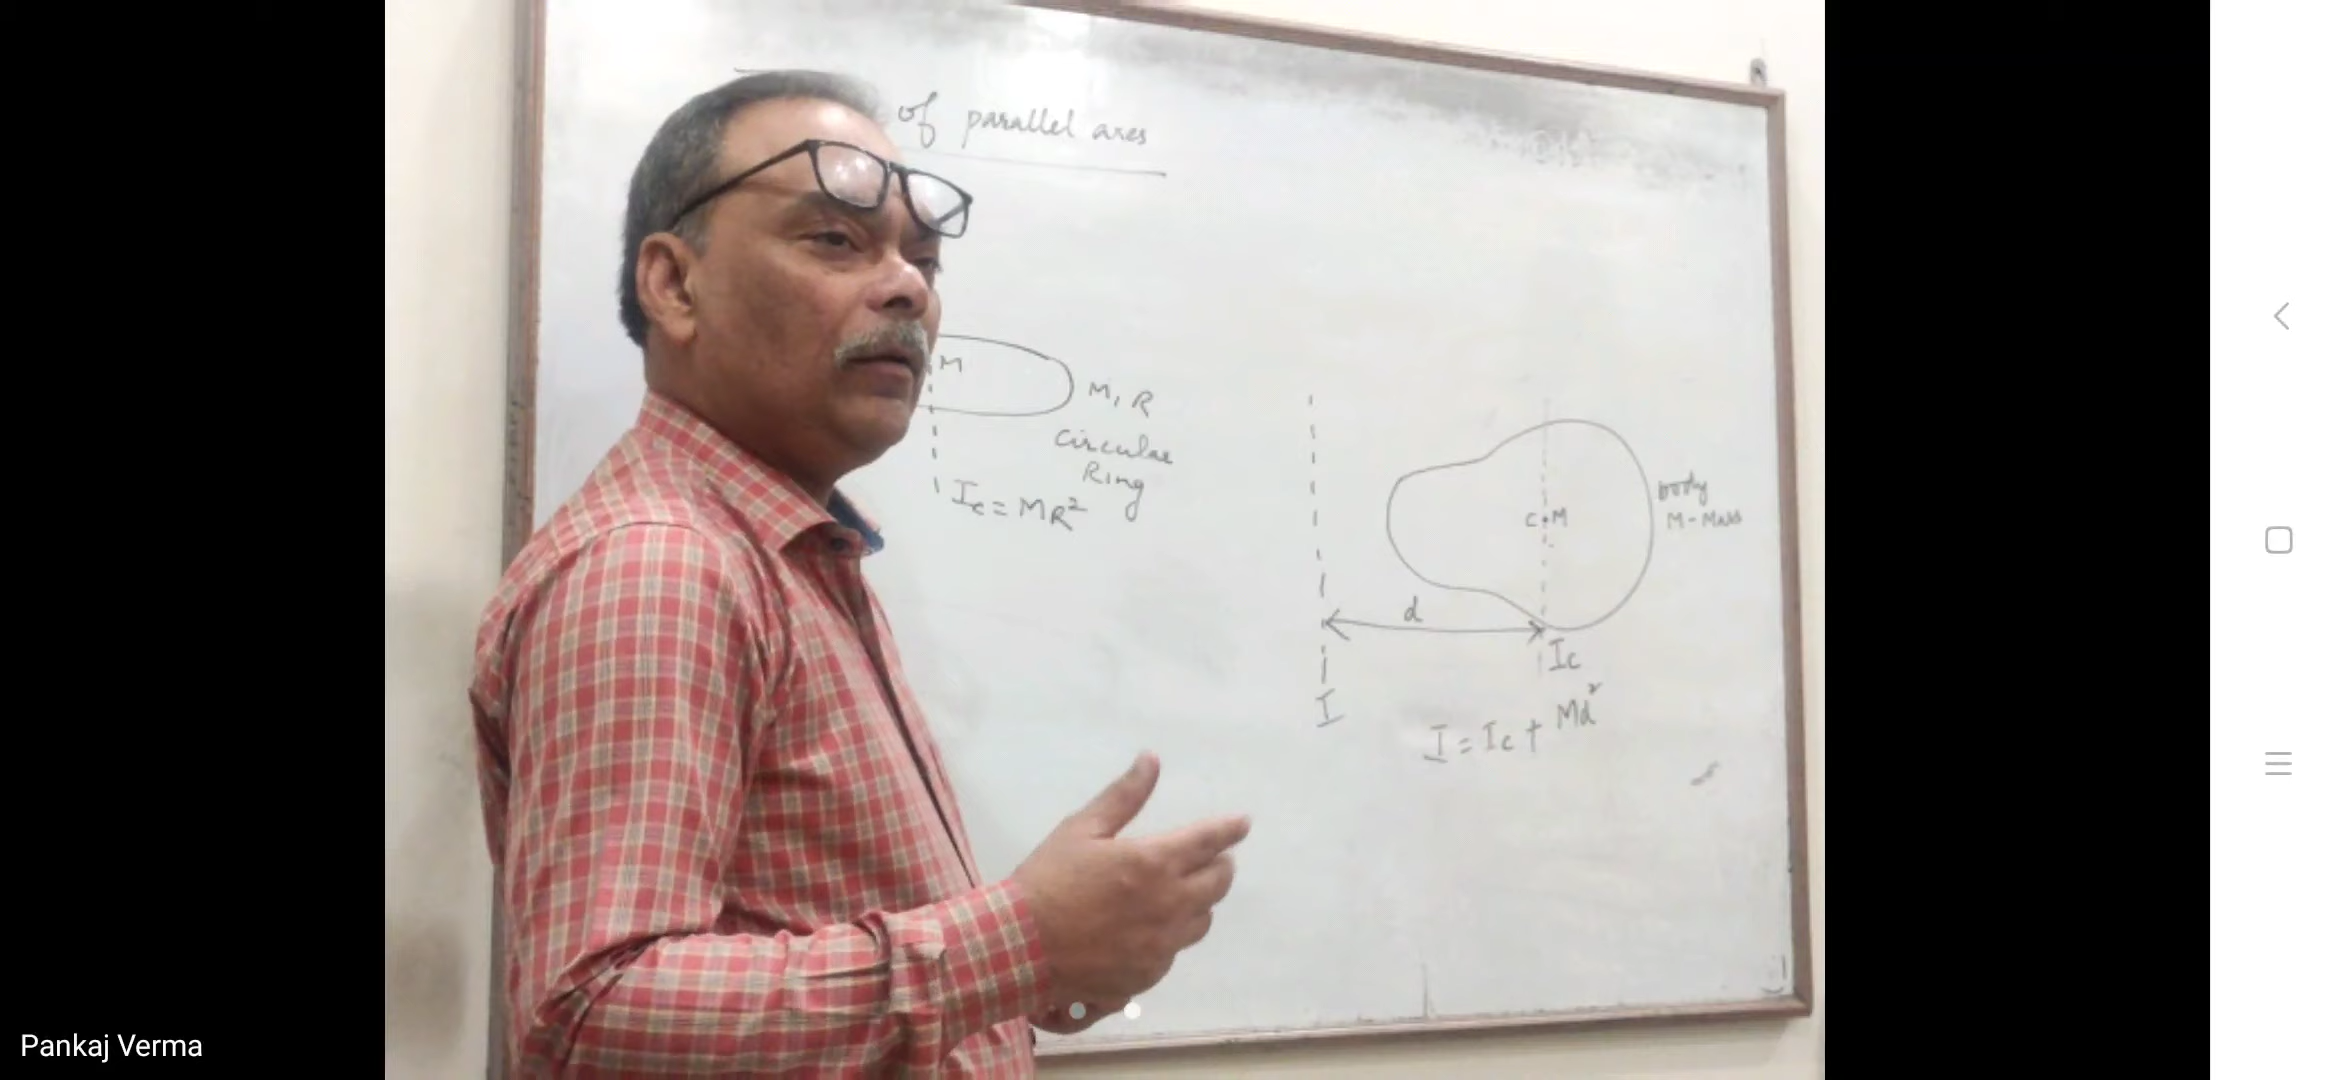 of parallel axes
M
M, R
Circular
Ring
Ic = MR²
body
M - Mass
C.M
d
Ic
I
I = Ic + Md²
Pankaj Verma